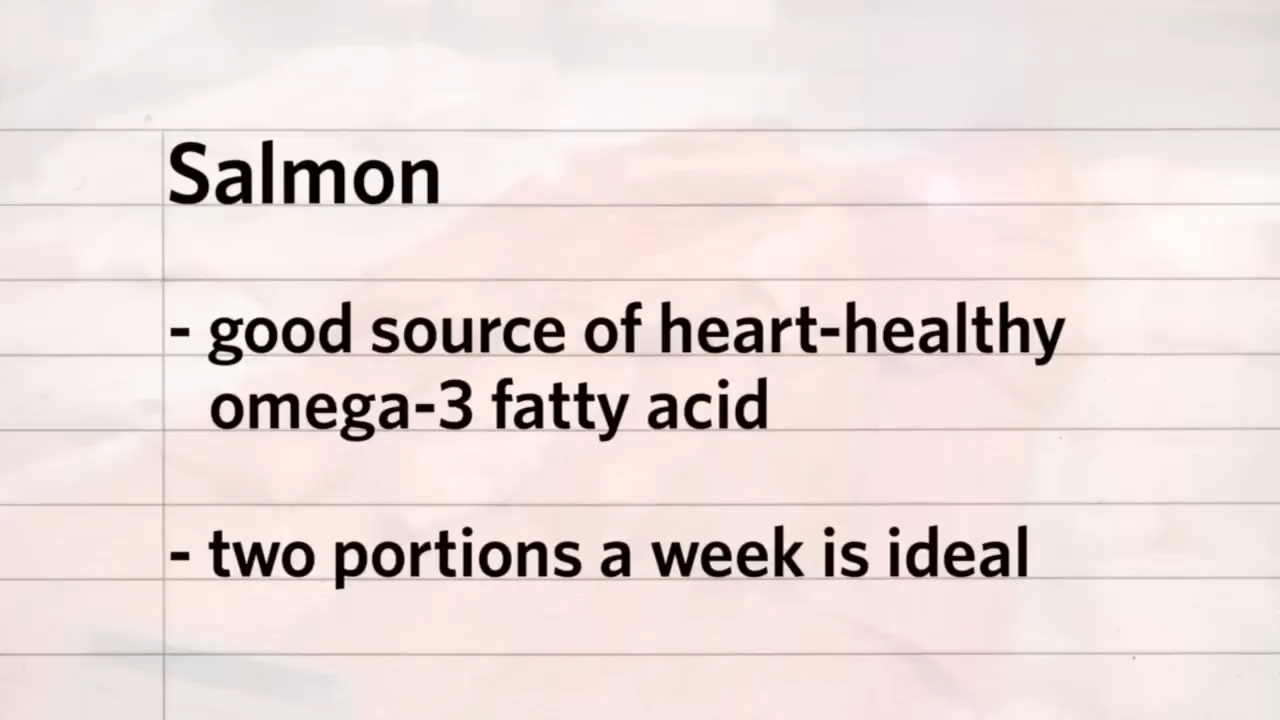 Salmon
- good source of heart-healthy
omega-3 fatty acid
- two portions a week is ideal